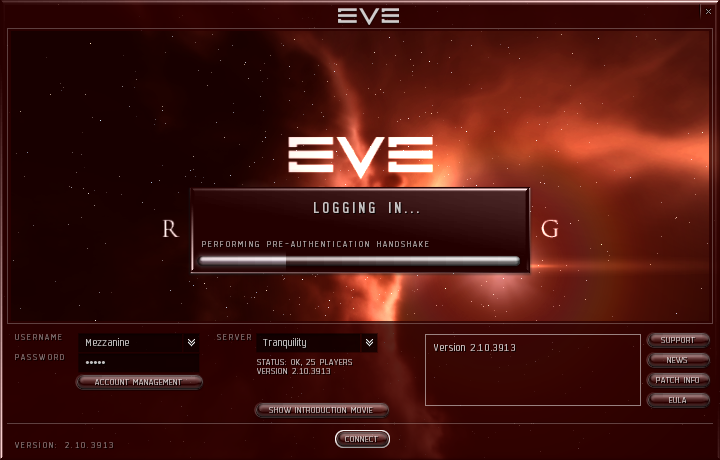 EVE
EVE
LOGGING IN...
R
G
PERFORMING PRE-AUTHENTICATION HANDSHAKE
USERNAME
Mezzanine
SERVER
Tranquility
PASSWORD
•••••
STATUS: OK, 25 PLAYERS
VERSION 2.10.3913
ACCOUNT MANAGEMENT
SHOW INTRODUCTION MOVIE
Version 2.10.3913
SUPPORT
NEWS
PATCH INFO
EULA
CONNECT
VERSION: 2.10.3913